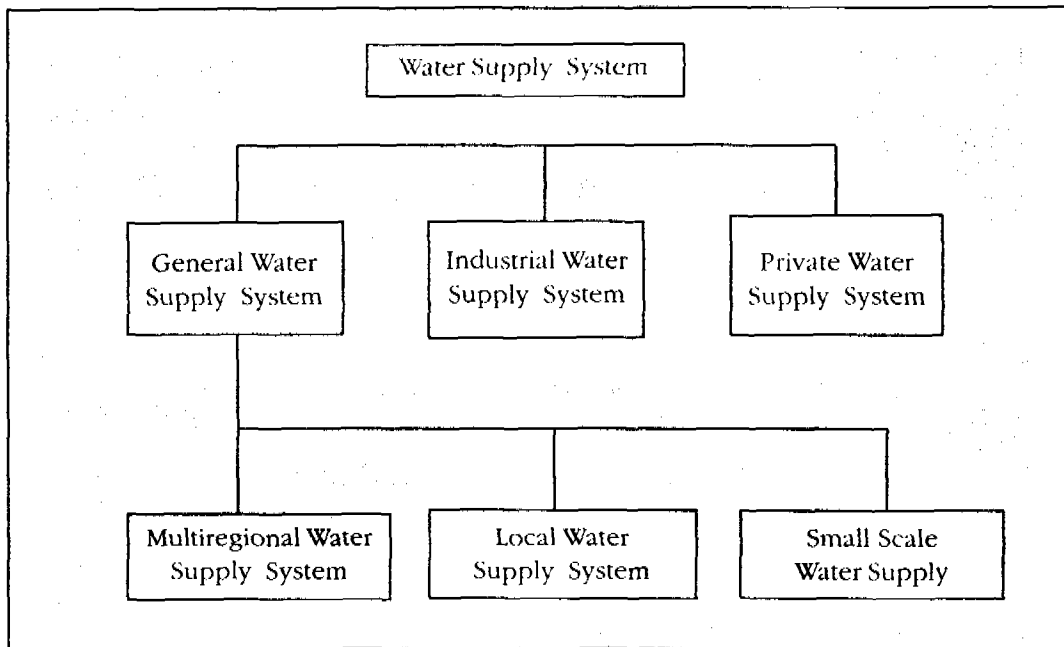 Water Supply System
General Water
Supply System
Industrial Water
Supply System
Private Water
Supply System
Multiregional Water
Supply System
Local Water
Supply System
Small Scale
Water Supply